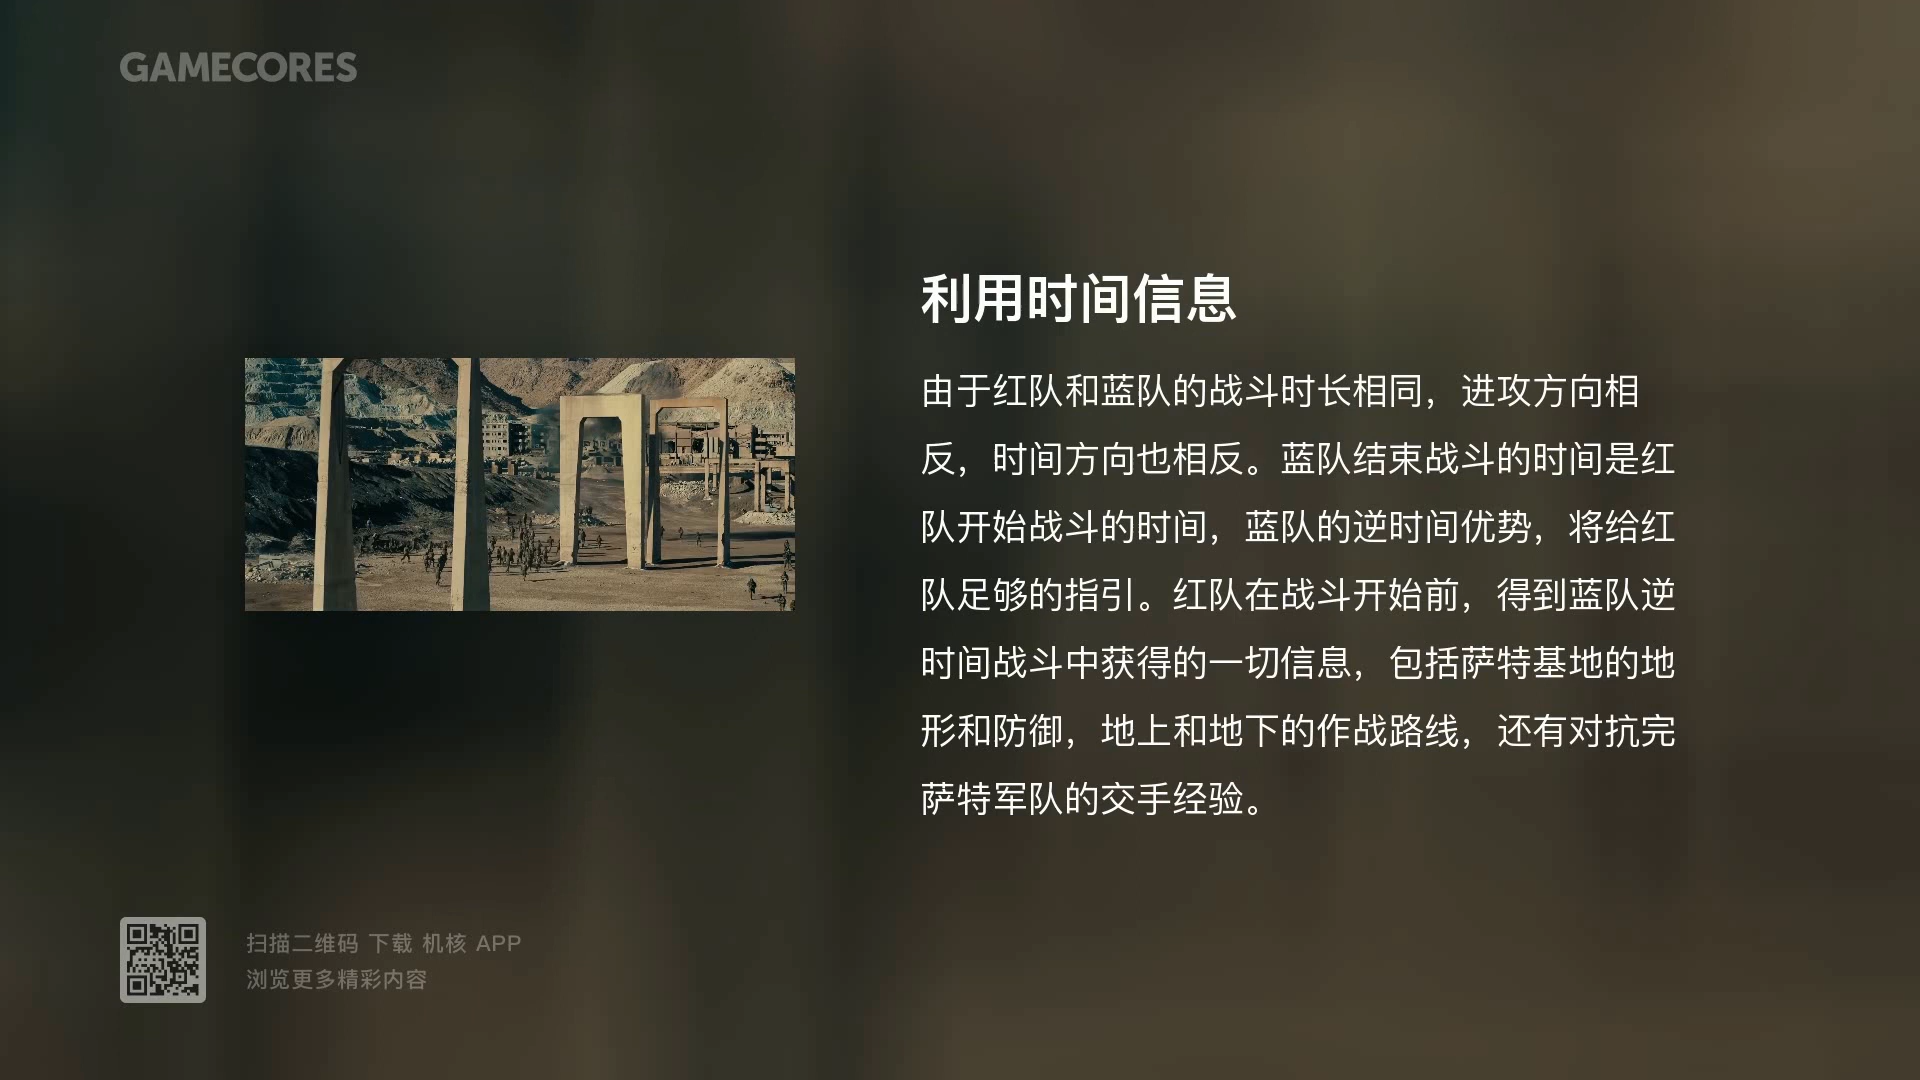 GAMECORES
利用时间信息
由于红队和蓝队的战斗时长相同，进攻方向相
反，时间方向也相反。蓝队结束战斗的时间是红
队开始战斗的时间，蓝队的逆时间优势，将给红
队足够的指引。红队在战斗开始前，得到蓝队逆
时间战斗中获得的一切信息，包括萨特基地的地
形和防御，地上和地下的作战路线，还有对抗完
萨特军队的交手经验。
扫描二维码 下载 机核 APP
浏览更多精彩内容